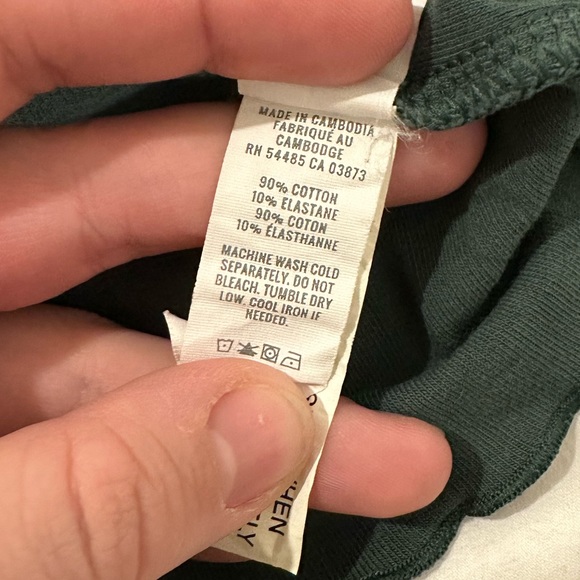 MADE IN CAMBODIA
FABRIQUÉ AU
CAMBODGE
RN 54485 CA 03873
90% COTTON
10% ELASTANE
90% COTON
10% ÉLASTHANNE
MACHINE WASH COLD
SEPARATELY. DO NOT
BLEACH. TUMBLE DRY
LOW. COOL IRON IF
NEEDED.